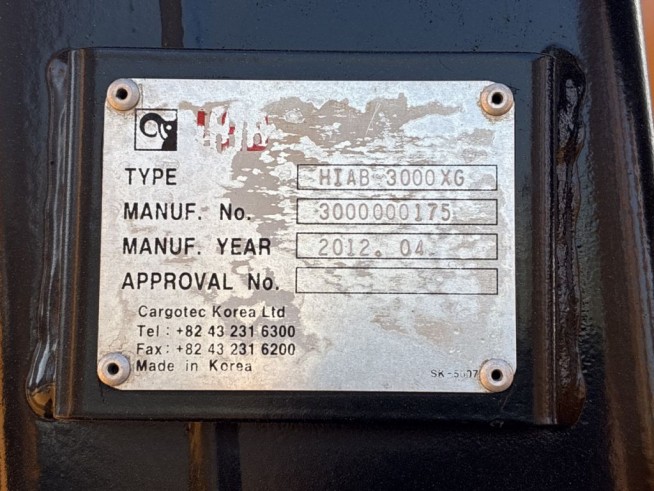 TYPE HIAB 3000XG
MANUF. No. 3000000175
MANUF. YEAR 2012. 04
APPROVAL No.
Cargotec Korea Ltd
Tel : +82 43 231 6300
Fax : +82 43 231 6200
Made in Korea